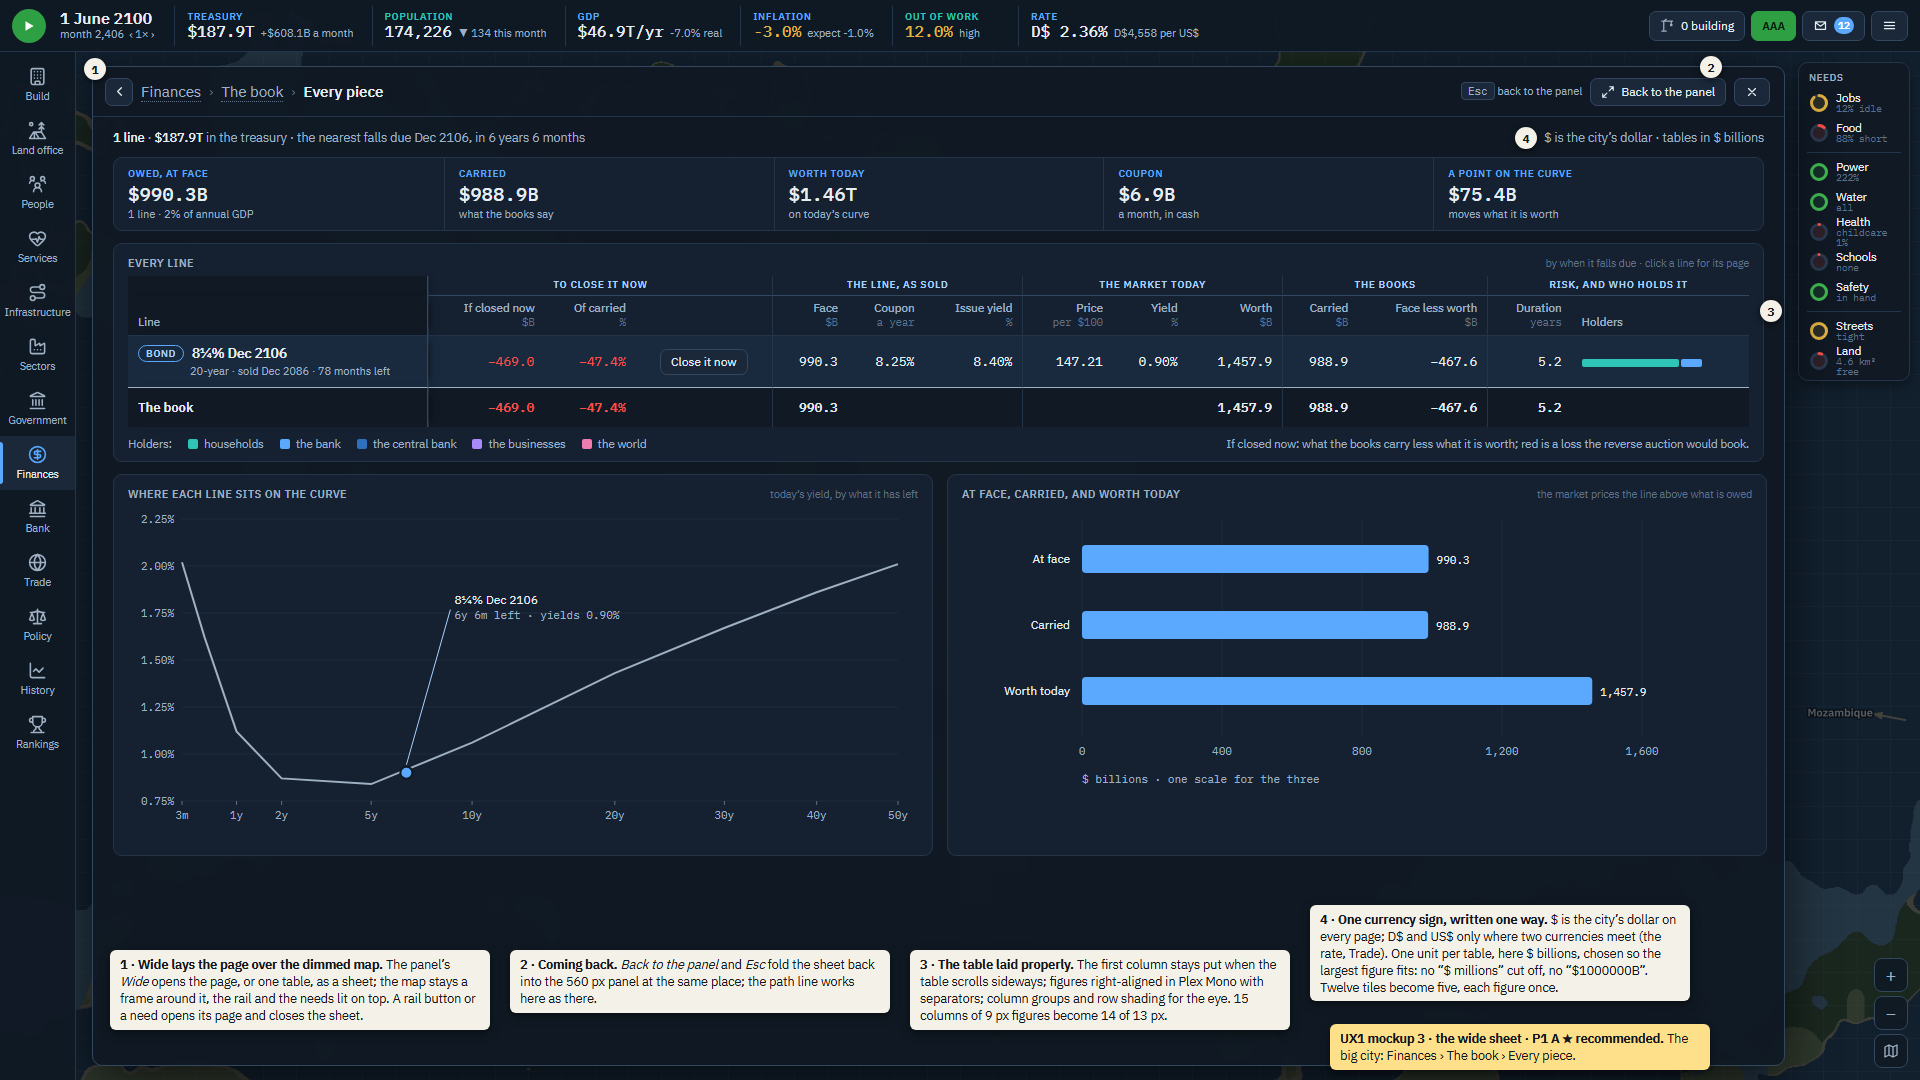 1 June 2100
month 2,406 ‹ 1× ›
TREASURY
$187.9T +$608.1B a month
POPULATION
174,226 ▼ 134 this month
GDP
$46.9T/yr -7.0% real
INFLATION
-3.0% expect -1.0%
OUT OF WORK
12.0% high
RATE
D$ 2.36% D$4,558 per US$
0 building
AAA
12
Build
Land office
People
Services
Infrastructure
Sectors
Government
Finances
Bank
Trade
Policy
History
Rankings
1
Finances › The book › Every piece
Esc back to the panel
Back to the panel
2
1 line · $187.9T in the treasury · the nearest falls due Dec 2106, in 6 years 6 months
4
$ is the city's dollar · tables in $ billions
OWED, AT FACE
$990.3B
1 line · 2% of annual GDP
CARRIED
$988.9B
what the books say
WORTH TODAY
$1.46T
on today's curve
COUPON
$6.9B
a month, in cash
A POINT ON THE CURVE
$75.4B
moves what it is worth
EVERY LINE
by when it falls due · click a line for its page
TO CLOSE IT NOW THE LINE, AS SOLD THE MARKET TODAY THE BOOKS RISK, AND WHO HOLDS IT
Line If closed now Of carried Face Coupon Issue yield Price Yield Worth Carried Face less worth Duration Holders
$B % $B a year % per $100 % $B $B $B years
3
BOND 8¼% Dec 2106 −469.0 −47.4% Close it now 990.3 8.25% 8.40% 147.21 0.90% 1,457.9 988.9 −467.6 5.2
20-year · sold Dec 2086 · 78 months left
The book −469.0 −47.4% 990.3 1,457.9 988.9 −467.6 5.2
Holders: households the bank the central bank the businesses the world
If closed now: what the books carry less what it is worth; red is a loss the reverse auction would book.
WHERE EACH LINE SITS ON THE CURVE
today's yield, by what it has left
2.25%
2.00%
1.75%
1.50%
1.25%
1.00%
0.75%
8¼% Dec 2106
6y 6m left · yields 0.90%
3m 1y 2y 5y 10y 20y 30y 40y 50y
AT FACE, CARRIED, AND WORTH TODAY
the market prices the line above what is owed
At face 990.3
Carried 988.9
Worth today 1,457.9
0 400 800 1,200 1,600
$ billions · one scale for the three
NEEDS
Jobs
12% idle
Food
88% short
Power
222%
Water
all
Health
childcare
1%
Schools
none
Safety
in hand
Streets
tight
Land
4.6 km²
free
Mozambique
1 · Wide lays the page over the dimmed map. The panel's
Wide opens the page, or one table, as a sheet; the map stays a
frame around it, the rail and the needs lit on top. A rail button or
a need opens its page and closes the sheet.
2 · Coming back. Back to the panel and Esc fold the sheet back
into the 560 px panel at the same place; the path line works
here as there.
3 · The table laid properly. The first column stays put when the
table scrolls sideways; figures right-aligned in Plex Mono with
separators; column groups and row shading for the eye. 15
columns of 9 px figures become 14 of 13 px.
4 · One currency sign, written one way. $ is the city's dollar on
every page; D$ and US$ only where two currencies meet (the
rate, Trade). One unit per table, here $ billions, chosen so the
largest figure fits: no “$ millions” cut off, no “$1000000B”.
Twelve tiles become five, each figure once.
UX1 mockup 3 · the wide sheet · P1 A ★ recommended. The
big city: Finances › The book › Every piece.
+
−